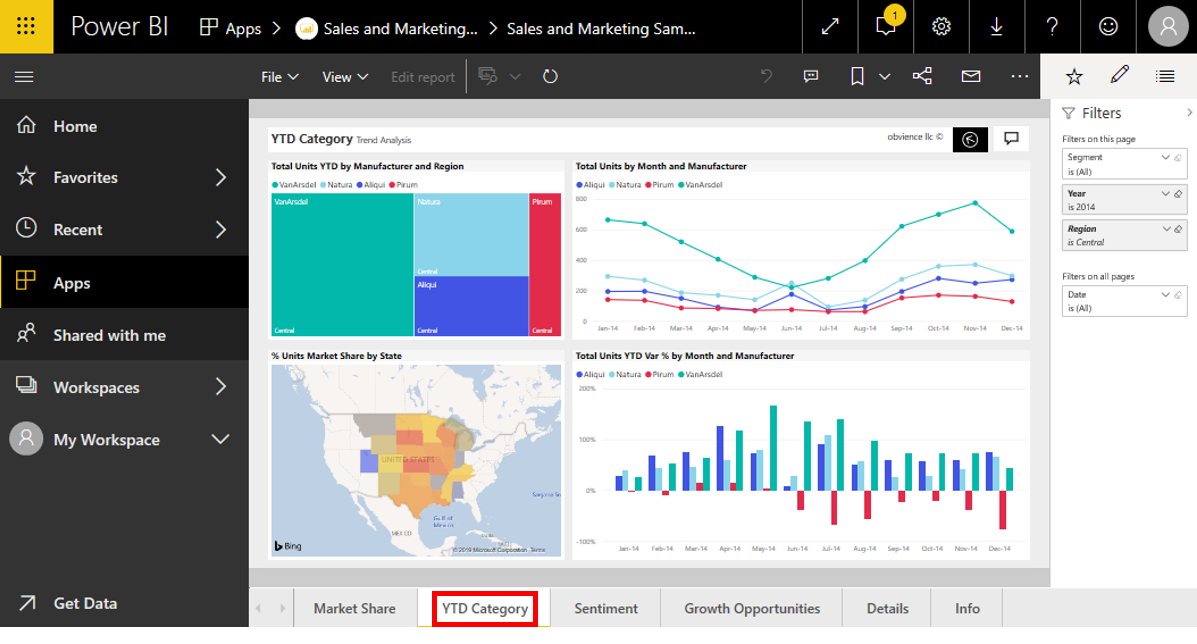 Power BI Apps Sales and Marketing... Sales and Marketing Sam... 1 ?
File View Edit report
Home
Favorites
Recent
Apps
Shared with me
Workspaces
My Workspace
Get Data
YTD Category Trend Analysis
obvience llc ©
Total Units YTD by Manufacturer and Region
VanArsdel Natura Aliqui Pirum
VanArsdel
Natura
Pirum
Central
Aliqui
Central
Central
Central
Total Units by Month and Manufacturer
Aliqui Natura Pirum VanArsdel
800
600
400
200
0
Jan-14 Feb-14 Mar-14 Apr-14 May-14 Jun-14 Jul-14 Aug-14 Sep-14 Oct-14 Nov-14 Dec-14
% Units Market Share by State
UNITED STATES
Gulf of
Mexico
MEXICO
Bing
© 2019 Microsoft Corporation Terms
Total Units YTD Var % by Month and Manufacturer
Aliqui Natura Pirum VanArsdel
200%
100%
0%
-100%
Jan-14 Feb-14 Mar-14 Apr-14 May-14 Jun-14 Jul-14 Aug-14 Sep-14 Oct-14 Nov-14 Dec-14
Filters
Filters on this page
Segment
is (All)
Year
is 2014
Region
is Central
Filters on all pages
Date
is (All)
Market Share YTD Category Sentiment Growth Opportunities Details Info